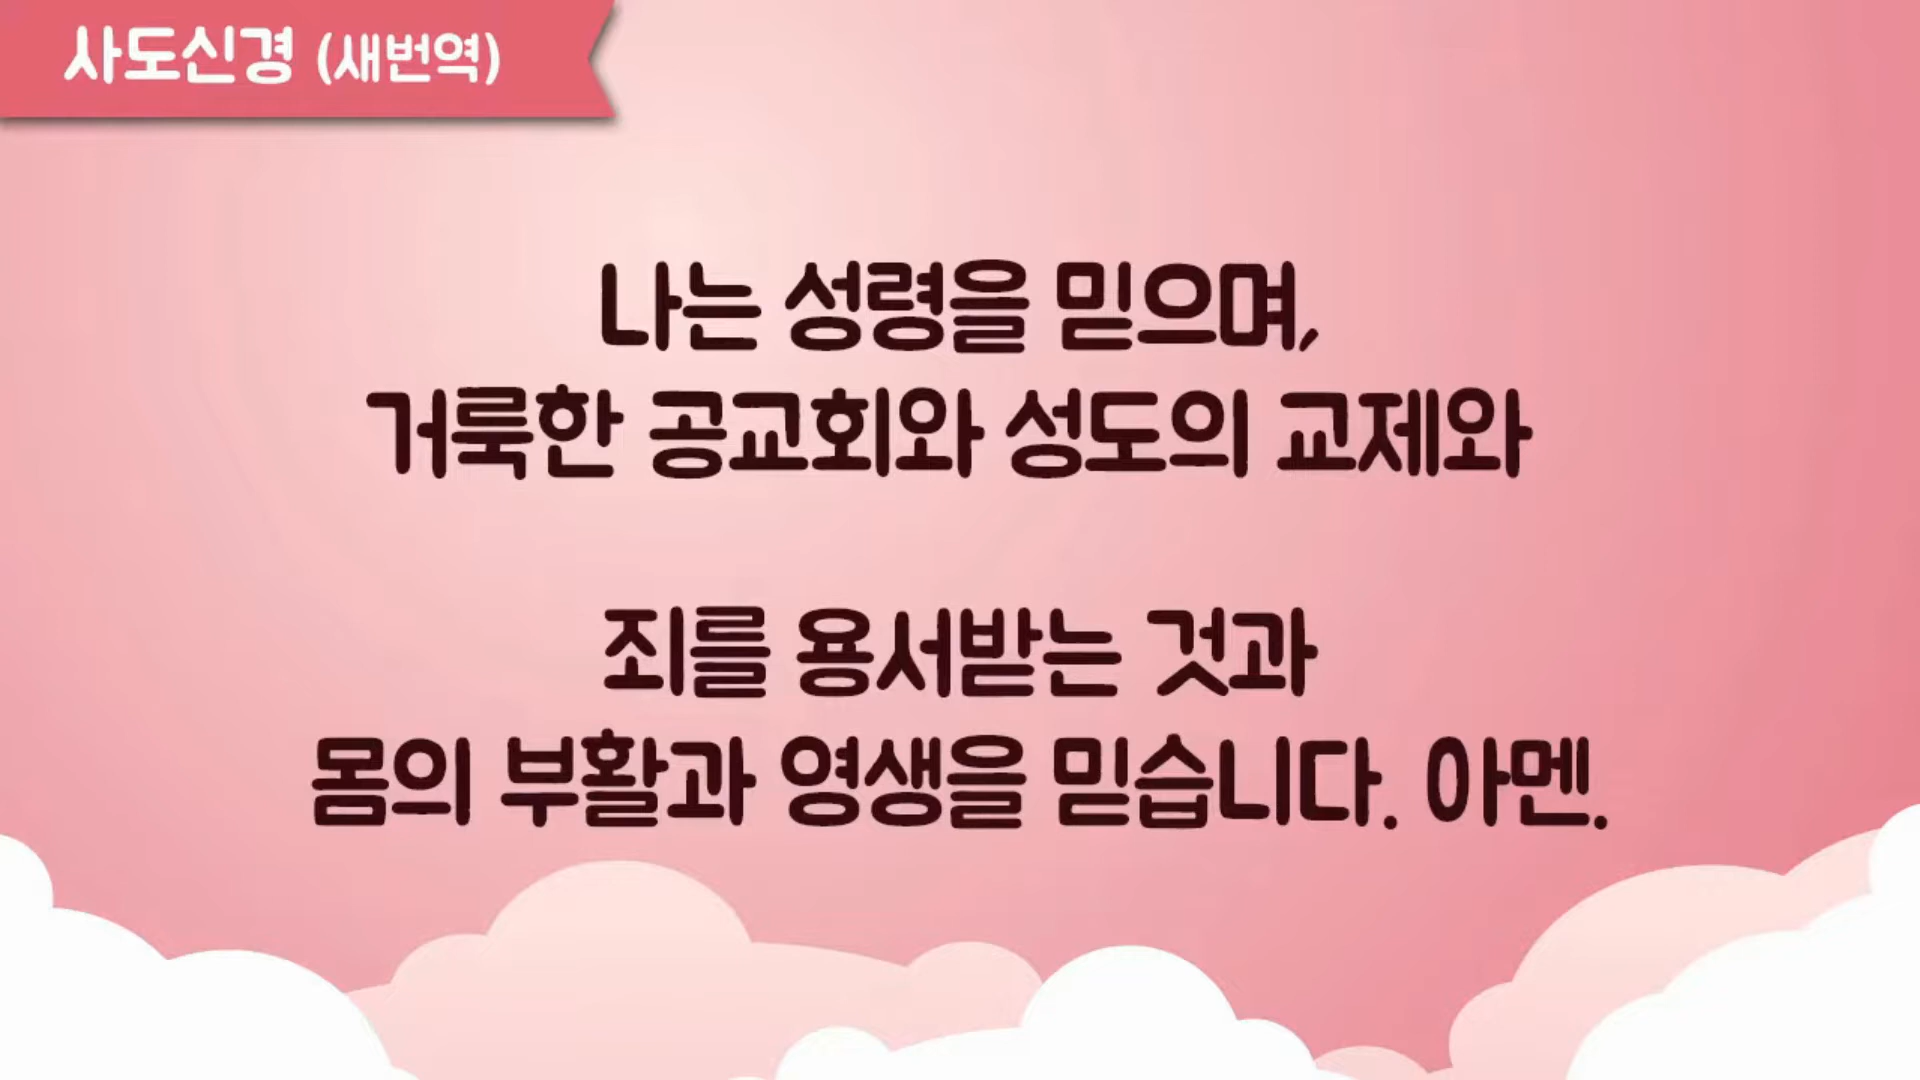 사도신경 (새번역)
나는 성령을 믿으며,
거룩한 공교회와 성도의 교제와
죄를 용서받는 것과
몸의 부활과 영생을 믿습니다. 아멘.